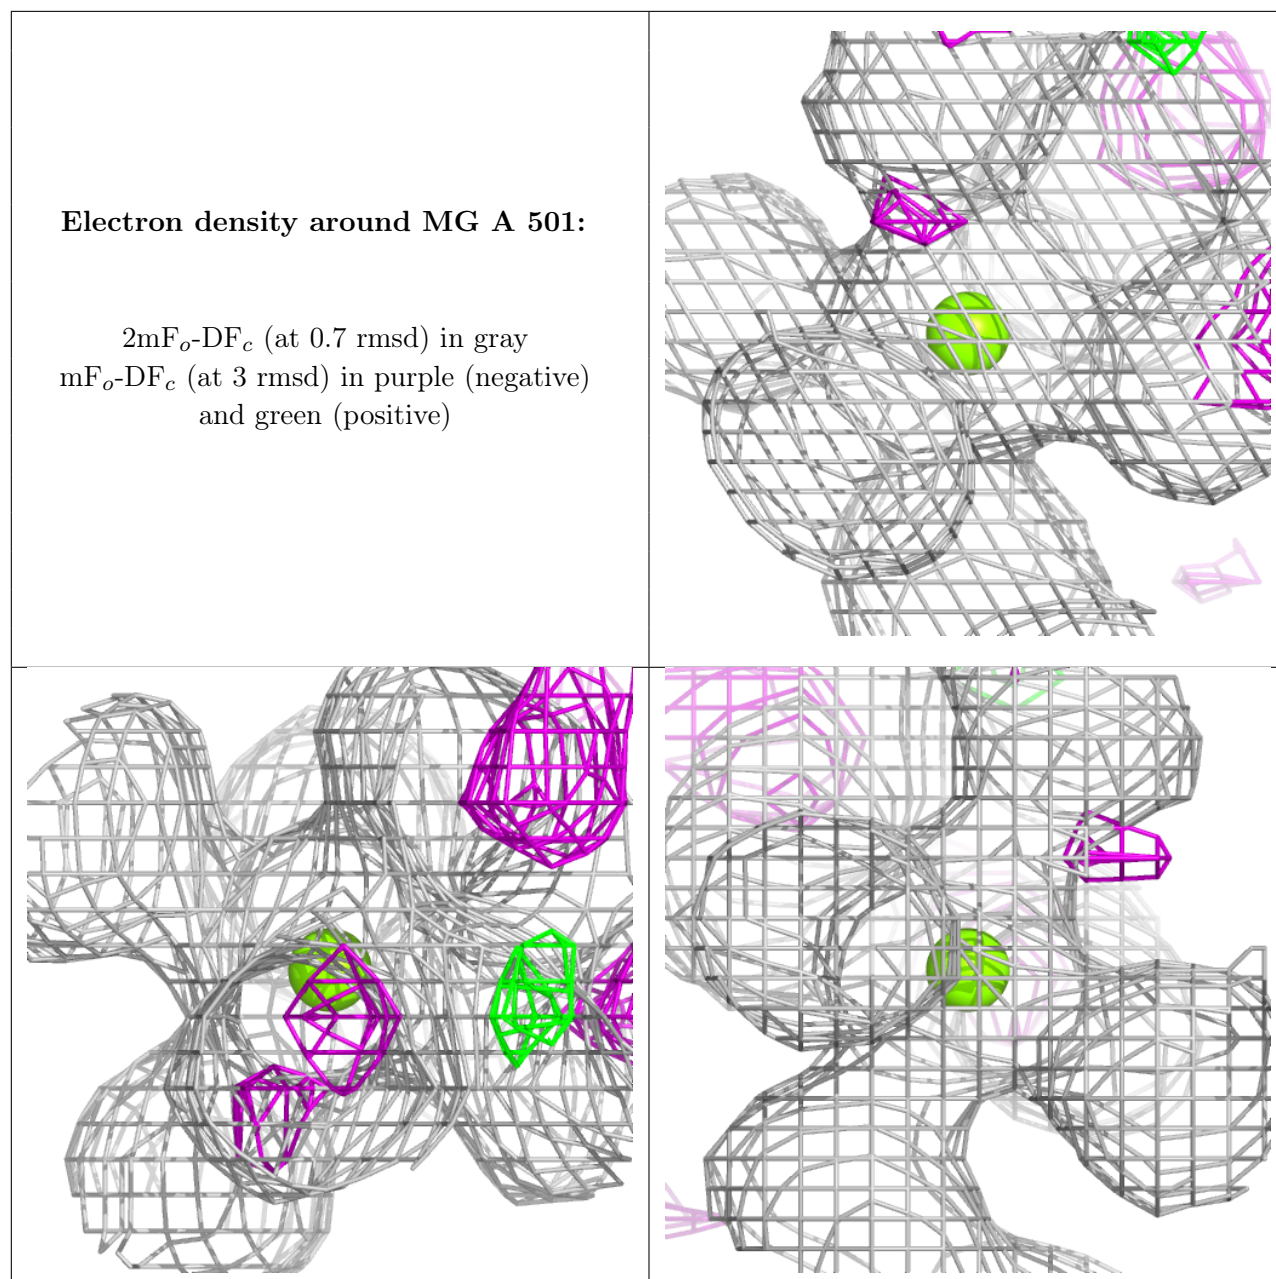 Electron density around MG A 501:
2mFo-DFc (at 0.7 rmsd) in gray
mFo-DFc (at 3 rmsd) in purple (negative)
and green (positive)